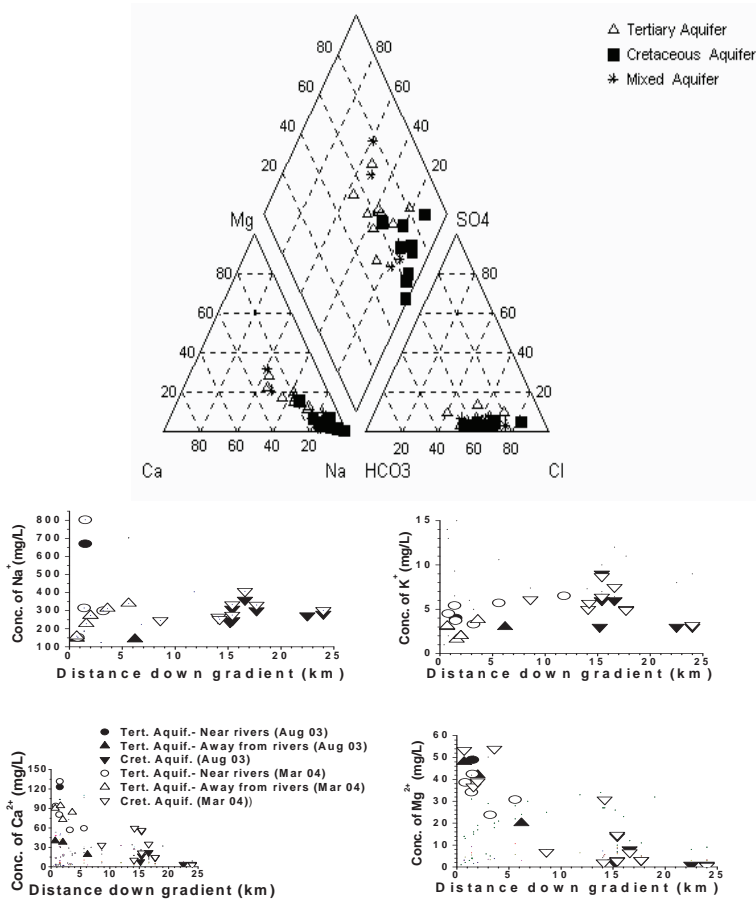 Tertiary Aquifer
Cretaceous Aquifer
Mixed Aquifer
80 80
60 60
40 40
20 20
Mg SO4
80 80
60 60
40 40
20 20
80 60 40 20 20 40 60 80
Ca Na HCO3 Cl
Conc. of Na+ (mg/L)
800
700
600
500
400
300
200
100
0 5 10 15 20 25
Distance down gradient (km)
Conc. of K+ (mg/L)
15
10
5
0
0 5 10 15 20 25
Distance down gradient (km)
Tert. Aquif.- Near rivers (Aug 03)
Tert. Aquif.- Away from rivers (Aug 03)
Cret. Aquif. (Aug 03)
Tert. Aquif.- Near rivers (Mar 04)
Tert. Aquif.- Away from rivers (Mar 04)
Cret. Aquif. (Mar 04))
Conc. of Ca2+ (mg/L)
150
120
90
60
30
0
0 5 10 15 20 25
Distance down gradient (km)
Conc. of Mg2+ (mg/L)
60
50
40
30
20
10
0
0 5 10 15 20 25
Distance down gradient (km)